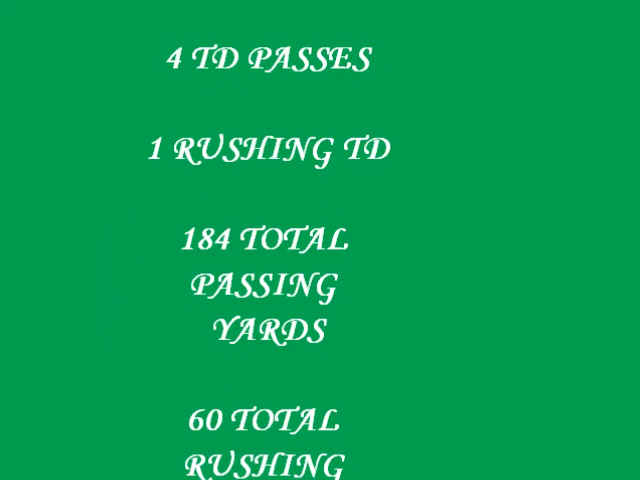 4 TD PASSES
1 RUSHING TD
184 TOTAL
PASSING
YARDS
60 TOTAL
RUSHING